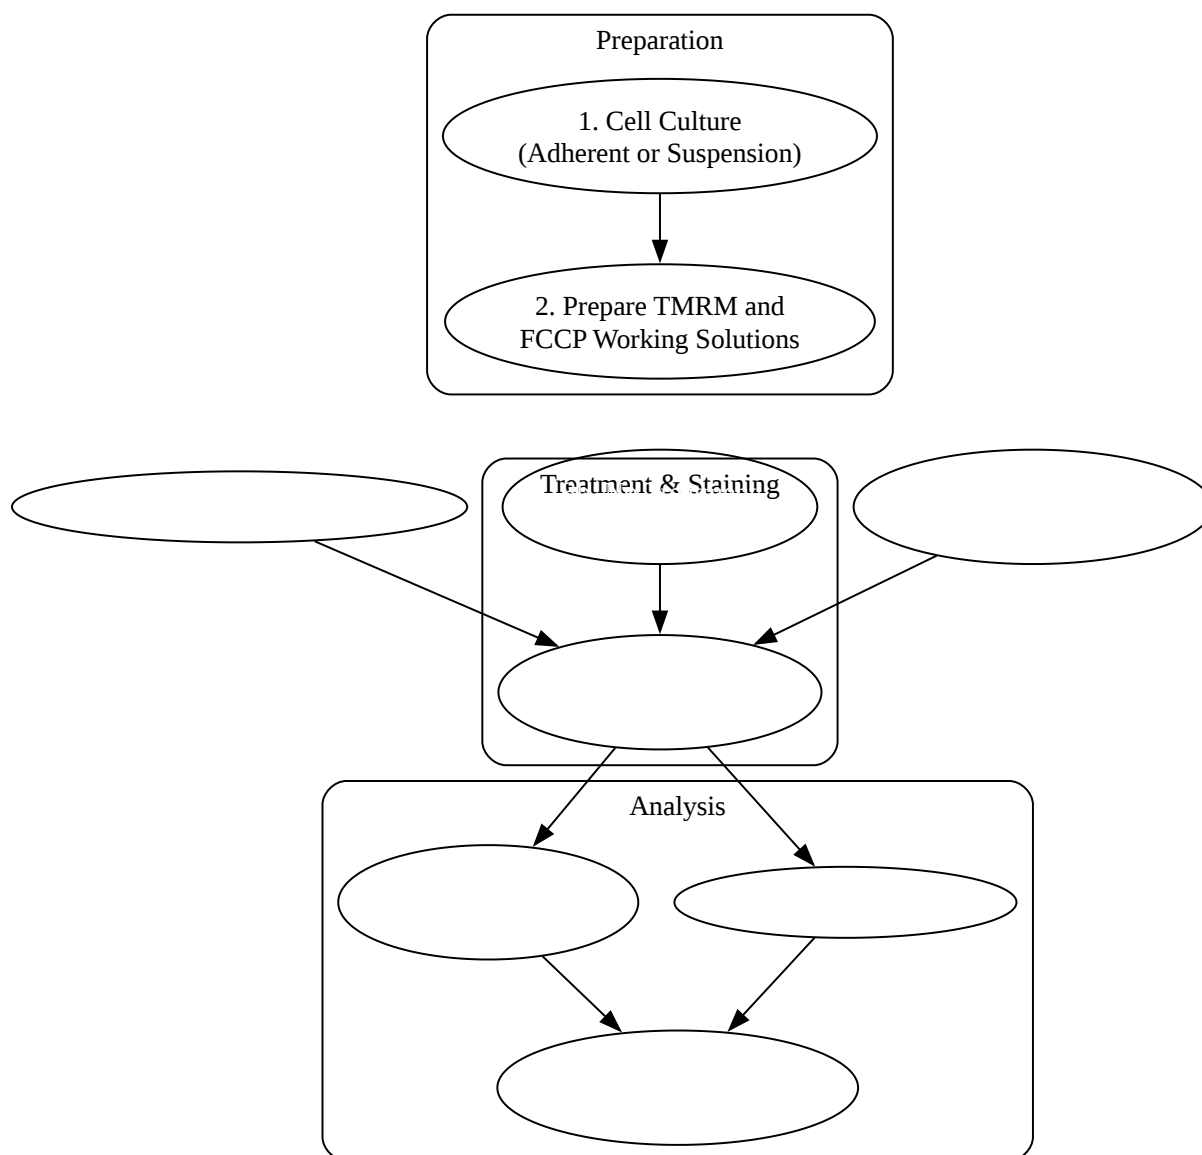 Preparation
1. Cell Culture
(Adherent or Suspension)
2. Prepare TMRM and
FCCP Working Solutions
Treatment & Staining
Analysis